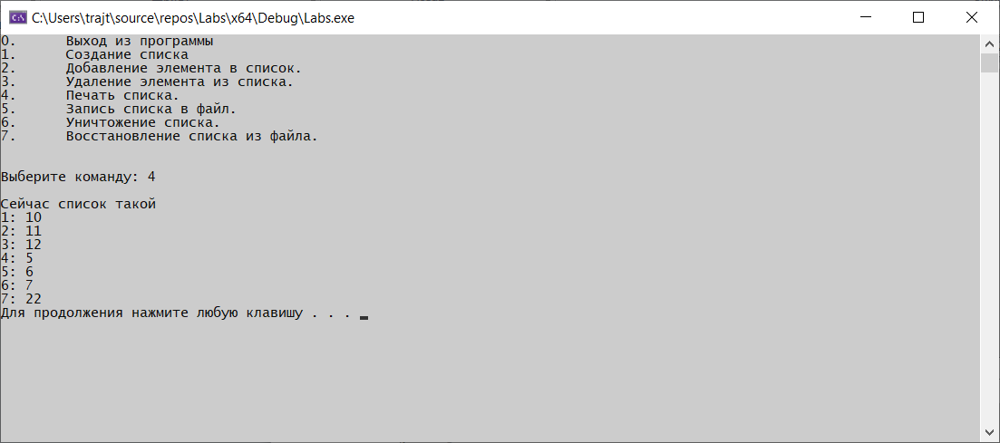 C:\Users\trajt\source\repos\Labs\x64\Debug\Labs.exe
0. Выход из программы
1. Создание списка
2. Добавление элемента в список.
3. Удаление элемента из списка.
4. Печать списка.
5. Запись списка в файл.
6. Уничтожение списка.
7. Восстановление списка из файла.
Выберите команду: 4
Сейчас список такой
1: 10
2: 11
3: 12
4: 5
5: 6
6: 7
7: 22
Для продолжения нажмите любую клавишу . . .